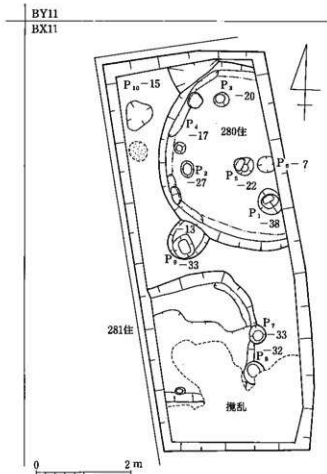 BY11
BX11
P₁₀-15
P₃
-20
P₄
-17
280住
P₂
-27
P₅
-22
P₆-7
P₁
-38
-13
P₉
-33
281住
P₇
-33
-32
P₈
撹乱
0 2 m